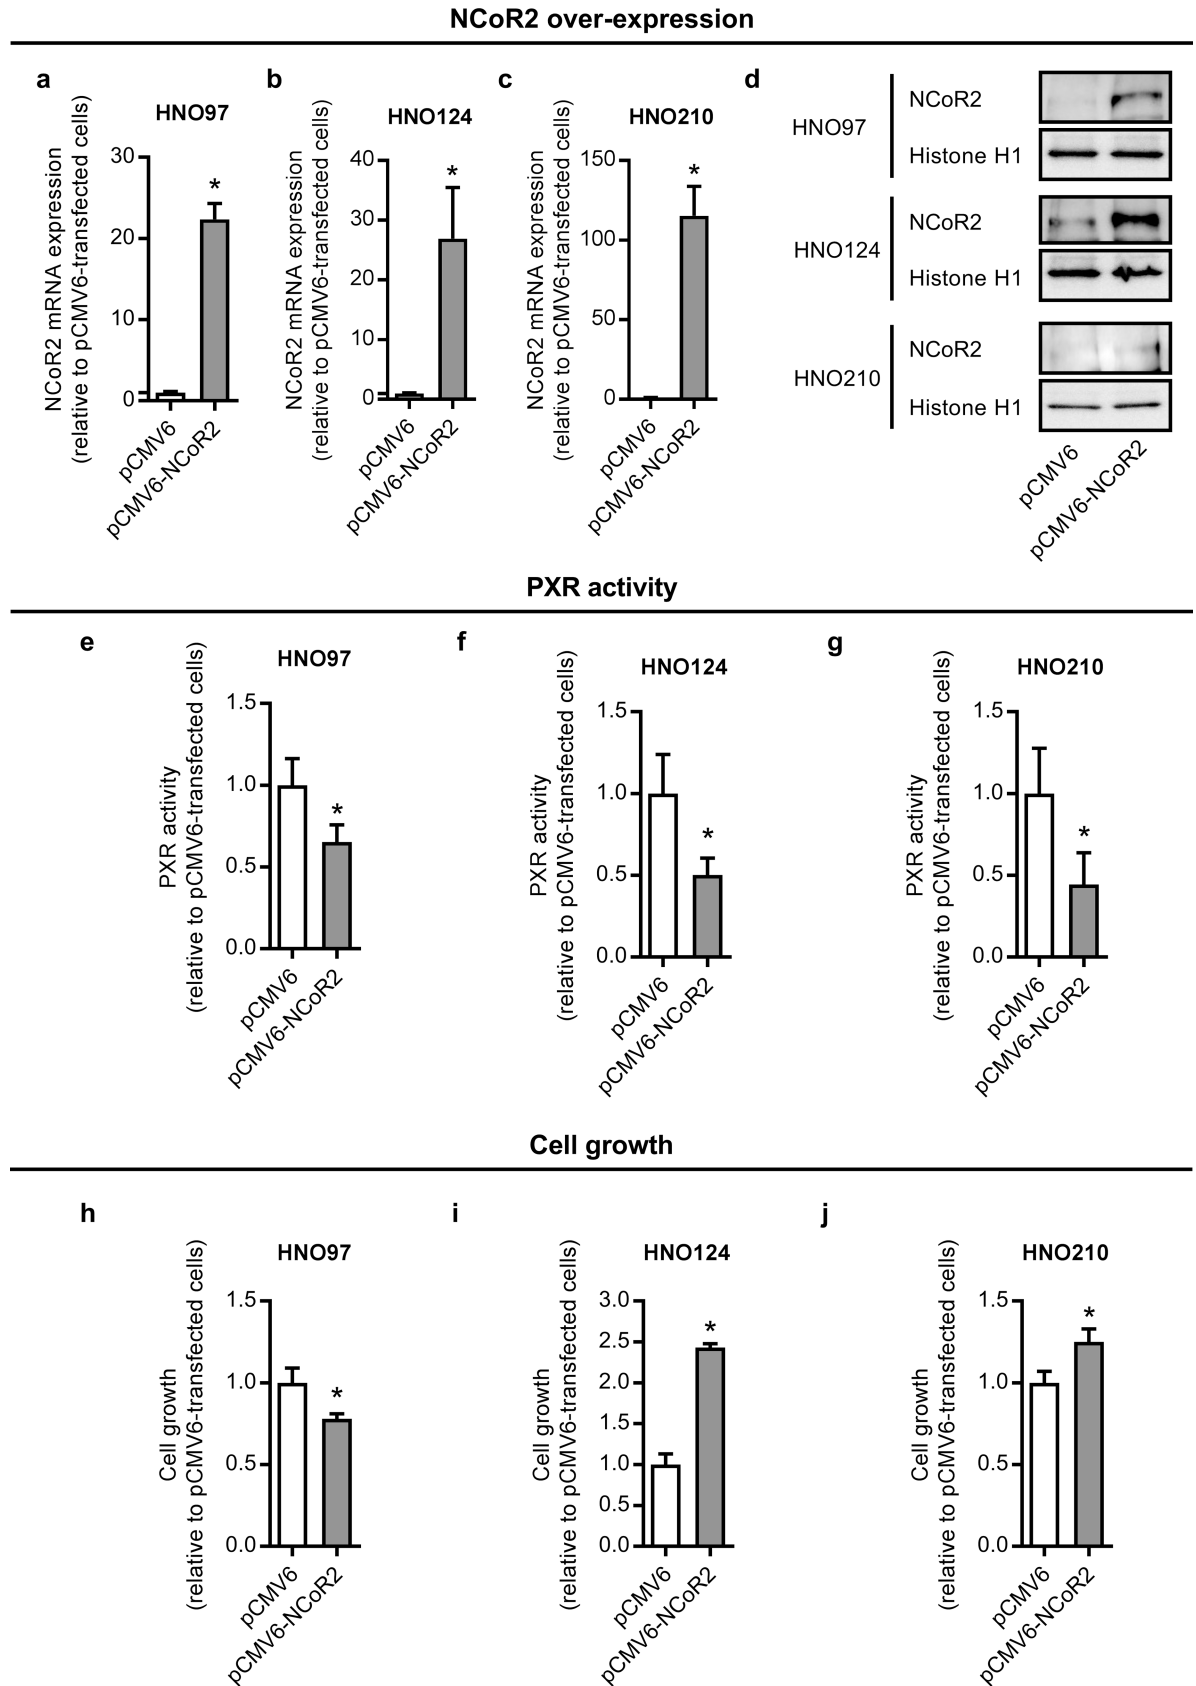 NCoR2 over-expression
a
HNO97
NCoR2 mRNA expression
(relative to pCMV6-transfected cells)
30
20
10
0
pCMV6
pCMV6-NCoR2
b
HNO124
NCoR2 mRNA expression
(relative to pCMV6-transfected cells)
40
30
20
10
0
pCMV6
pCMV6-NCoR2
c
HNO210
NCoR2 mRNA expression
(relative to pCMV6-transfected cells)
150
100
50
0
pCMV6
pCMV6-NCoR2
d
HNO97
NCoR2
Histone H1
HNO124
NCoR2
Histone H1
HNO210
NCoR2
Histone H1
pCMV6
pCMV6-NCoR2
*
*
*
PXR activity
e
HNO97
PXR activity
(relative to pCMV6-transfected cells)
1.5
1.0
0.5
0.0
*
pCMV6
pCMV6-NCoR2
f
HNO124
PXR activity
(relative to pCMV6-transfected cells)
1.5
1.0
0.5
0.0
*
pCMV6
pCMV6-NCoR2
g
HNO210
PXR activity
(relative to pCMV6-transfected cells)
1.5
1.0
0.5
0.0
*
pCMV6
pCMV6-NCoR2
Cell growth
h
HNO97
Cell growth
(relative to pCMV6-transfected cells)
1.5
1.0
0.5
0.0
*
pCMV6
pCMV6-NCoR2
i
HNO124
Cell growth
(relative to pCMV6-transfected cells)
3.0
2.5
2.0
1.5
1.0
0.5
0.0
*
pCMV6
pCMV6-NCoR2
j
HNO210
Cell growth
(relative to pCMV6-transfected cells)
1.5
1.0
0.5
0.0
*
pCMV6
pCMV6-NCoR2